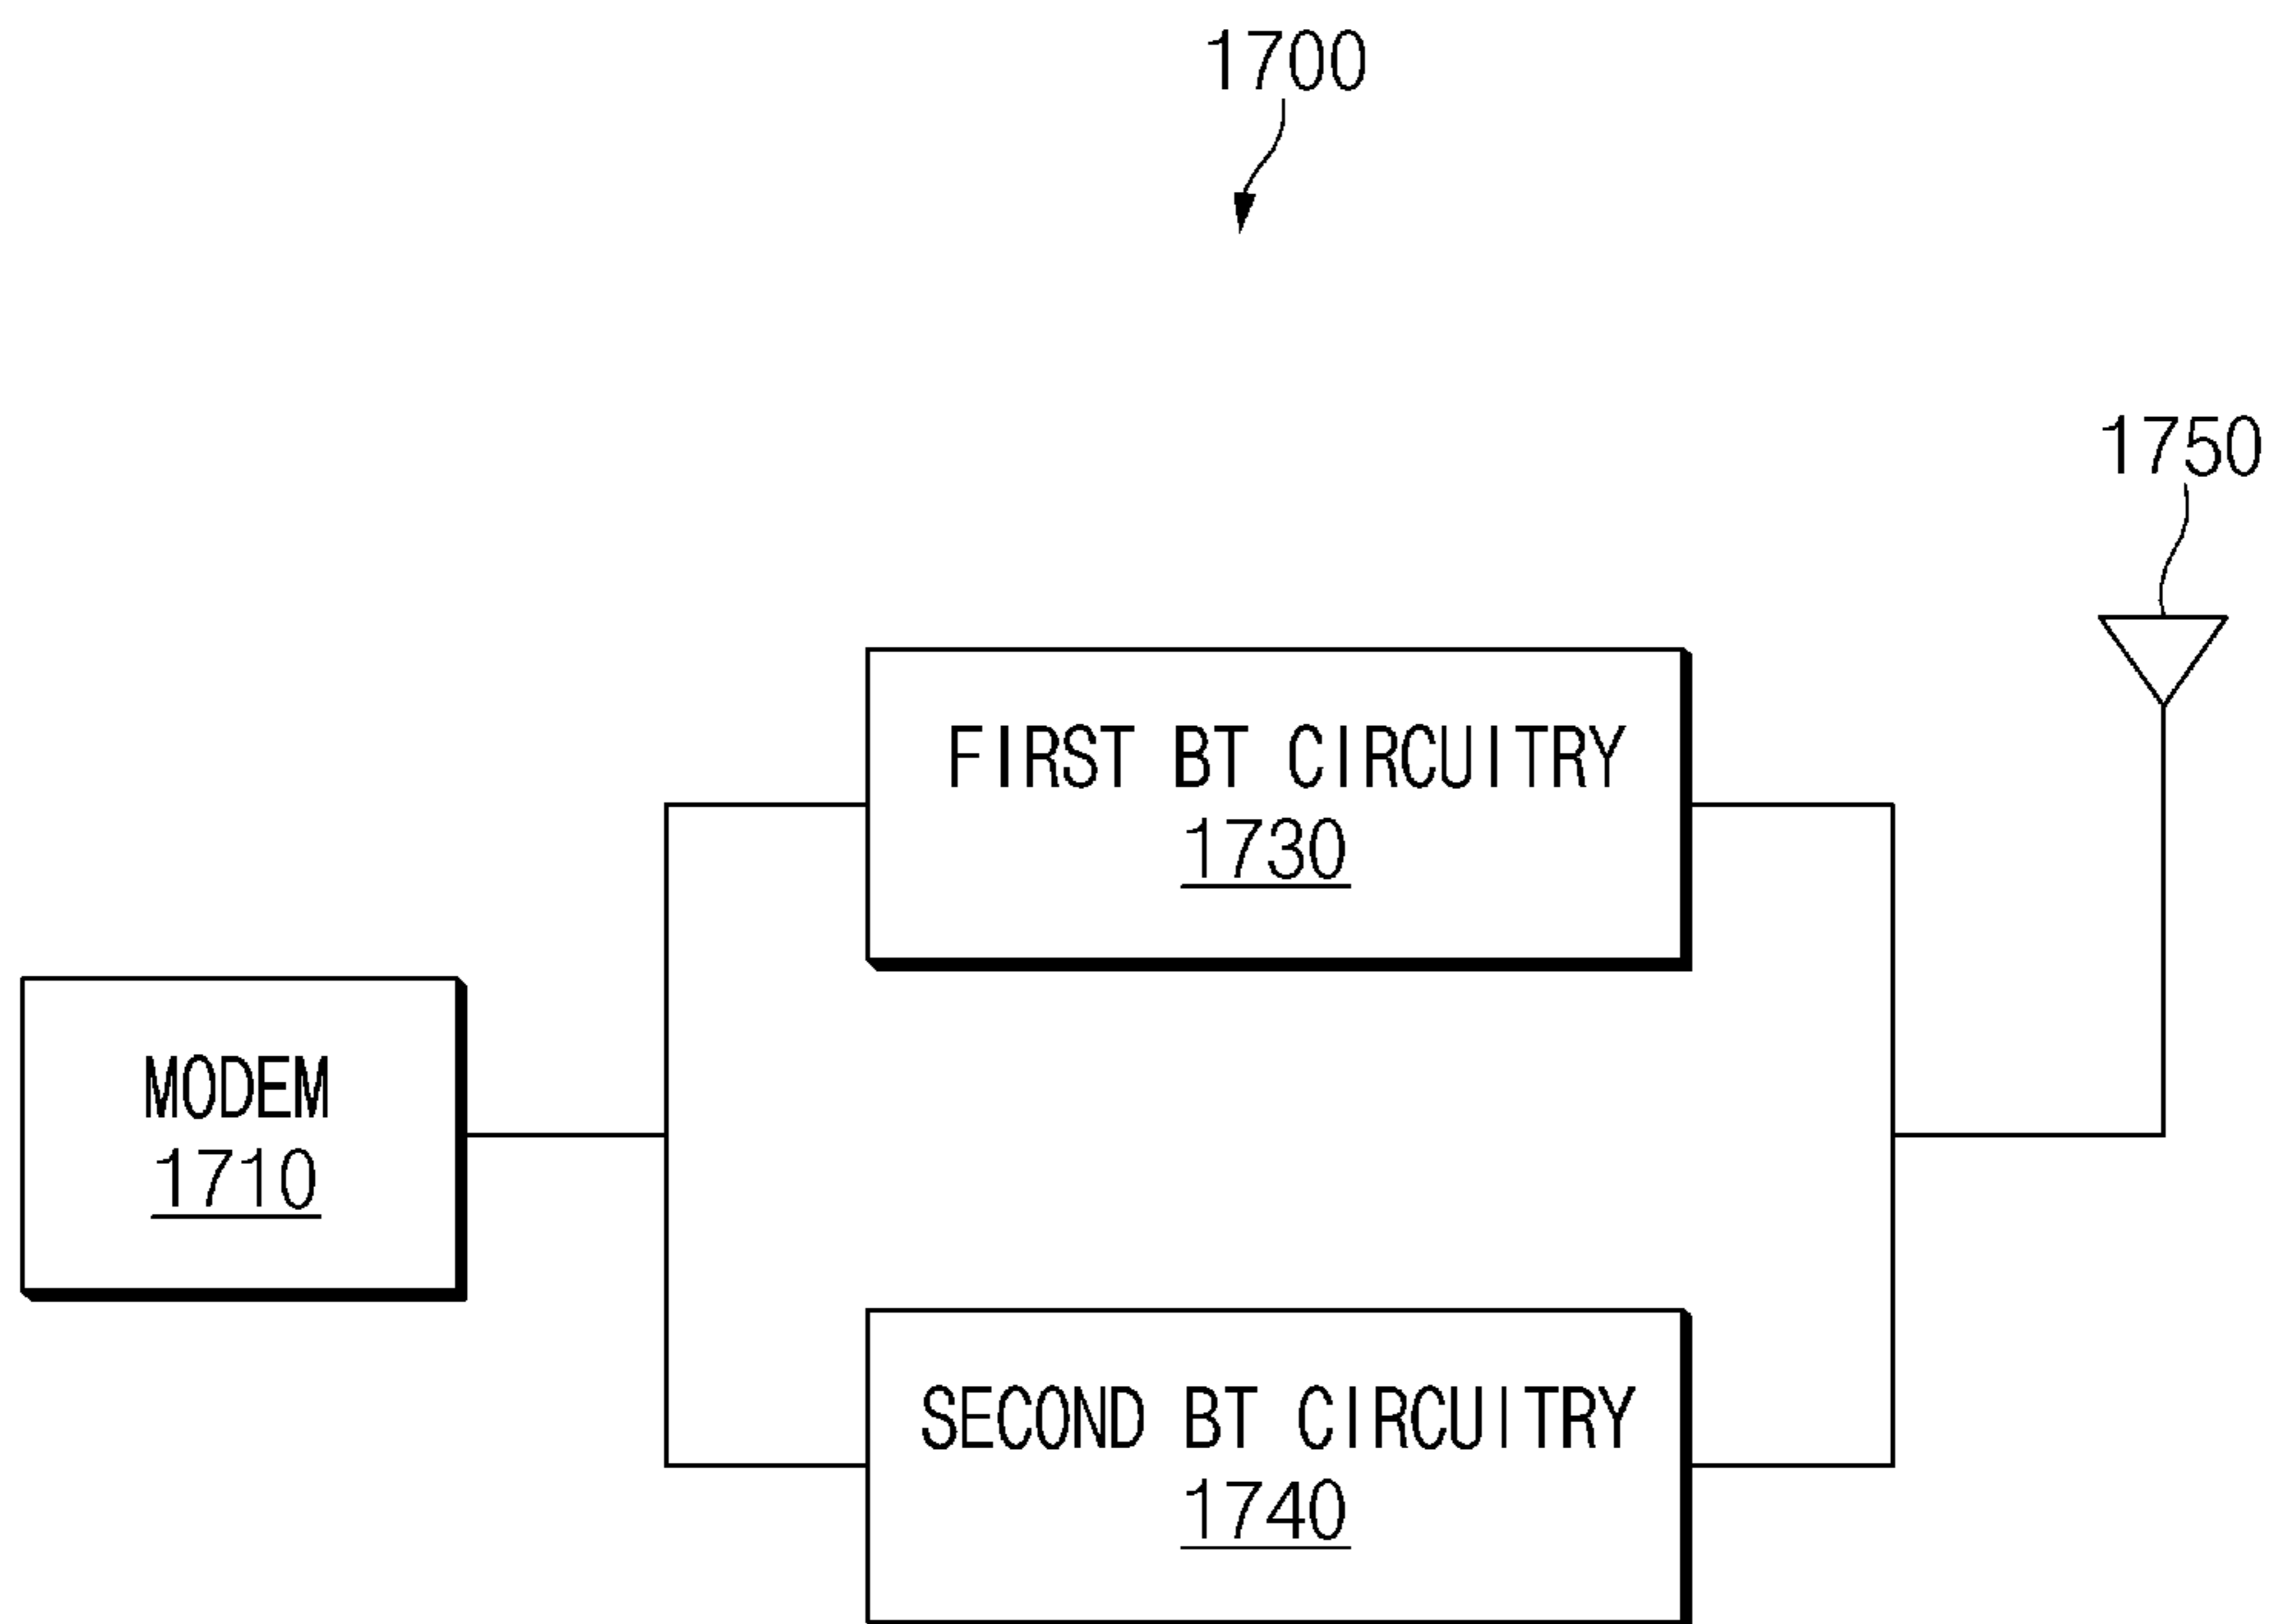 1700
1750
FIRST BT CIRCUITRY
1730
MODEM
1710
SECOND BT CIRCUITRY
1740